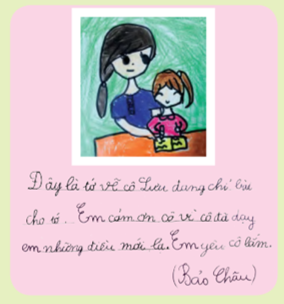 Đây là tớ vẽ cô Lưu đang chỉ bài
cho tớ... Em cảm ơn cô vì cô đã dạy
em những điều mới lạ. Em yêu cô lắm.
(Bảo Châu)